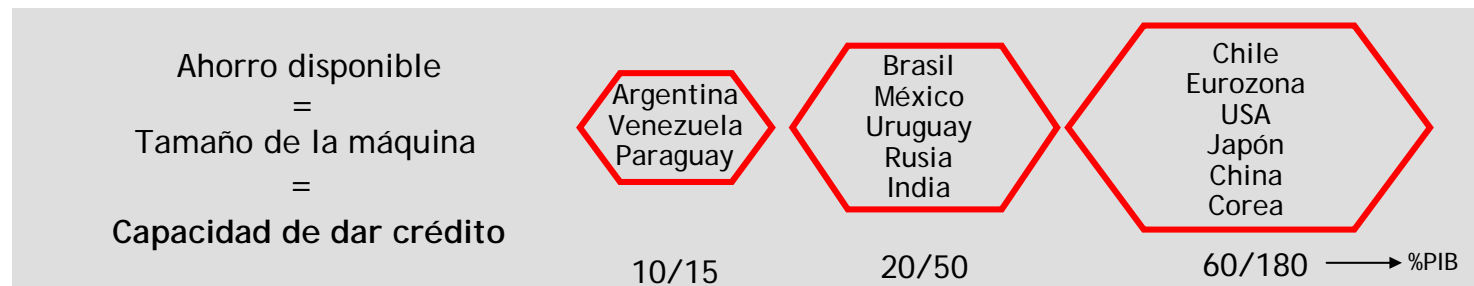 Ahorro disponible
=
Tamaño de la máquina
=
Capacidad de dar crédito
Argentina
Venezuela
Paraguay
10/15
Brasil
México
Uruguay
Rusia
India
20/50
Chile
Eurozona
USA
Japón
China
Corea
60/180
%PIB